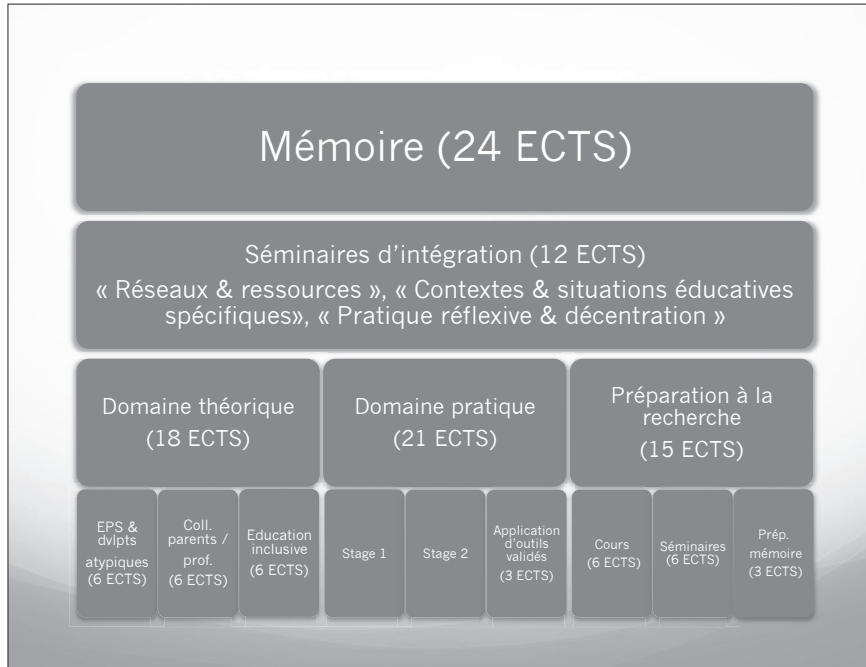 Mémoire (24 ECTS)
Séminaires d'intégration (12 ECTS)
« Réseaux & ressources », « Contextes & situations éducatives
spécifiques», « Pratique réflexive & décentration »
Domaine théorique
(18 ECTS)
Domaine pratique
(21 ECTS)
Préparation à la
recherche
(15 ECTS)
EPS &
dvlpts
atypiques
(6 ECTS)
Coll.
parents /
prof.
(6 ECTS)
Education
inclusive
(6 ECTS)
Stage 1
Stage 2
Application
d'outils
validés
(3 ECTS)
Cours
(6 ECTS)
Séminaires
(6 ECTS)
Prép.
mémoire
(3 ECTS)